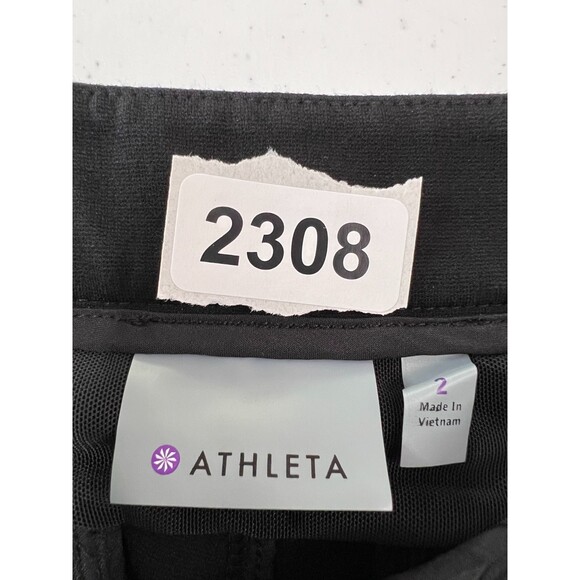 2308
ATHLETA
2
Made In
Vietnam